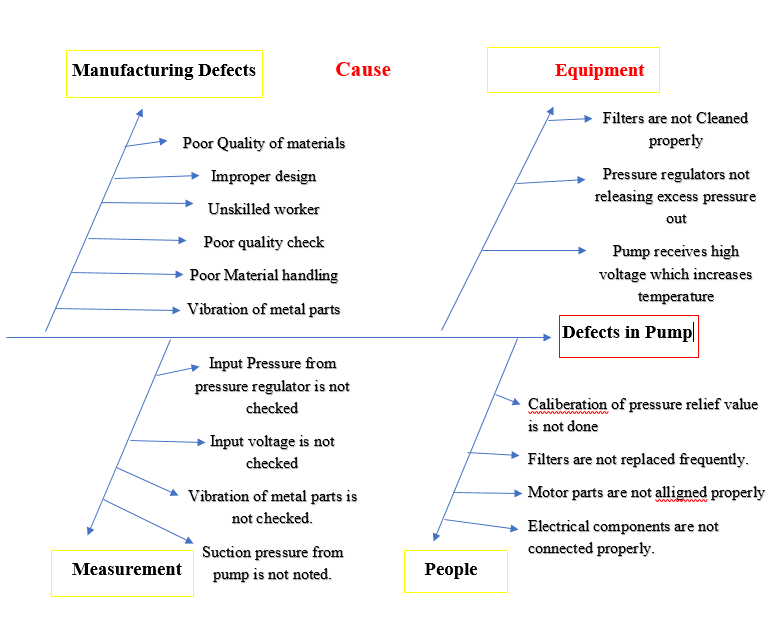 Manufacturing Defects
Cause
Equipment
Poor Quality of materials
Improper design
Unskilled worker
Poor quality check
Poor Material handling
Vibration of metal parts
Filters are not Cleaned
properly
Pressure regulators not
releasing excess pressure
out
Pump receives high
voltage which increases
temperature
Defects in Pump
Input Pressure from
pressure regulator is not
checked
Input voltage is not
checked
Vibration of metal parts is
not checked.
Suction pressure from
pump is not noted.
Measurement
Caliberation of pressure relief value
is not done
Filters are not replaced frequently.
Motor parts are not alligned properly
Electrical components are not
connected properly.
People